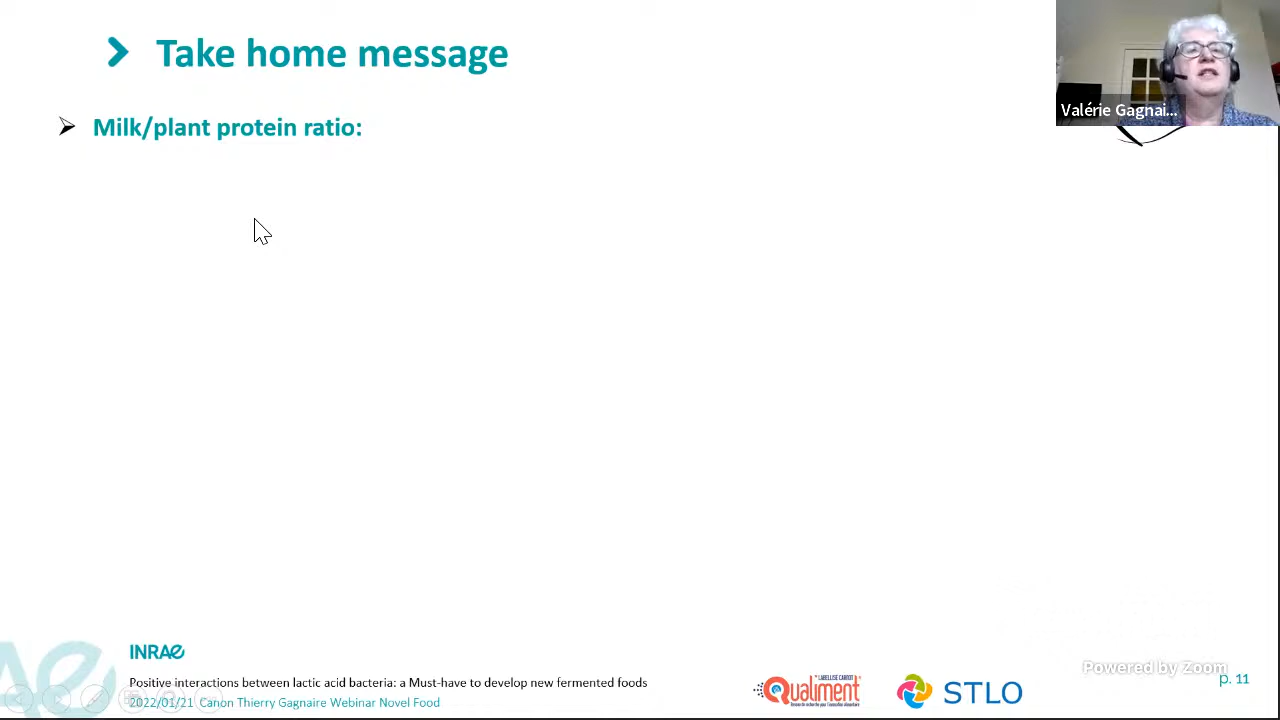 Take home message
Valérie Gagnai...
Milk/plant protein ratio:
INRAE
Positive interactions between lactic acid bacteria: a Must-have to develop new fermented foods
2022/01/21 Canon Thierry Gagnaire Webinar Novel Food
LABELLISÉ CARNOT
Qualiment
STLO
Powered by Zoom
p. 11